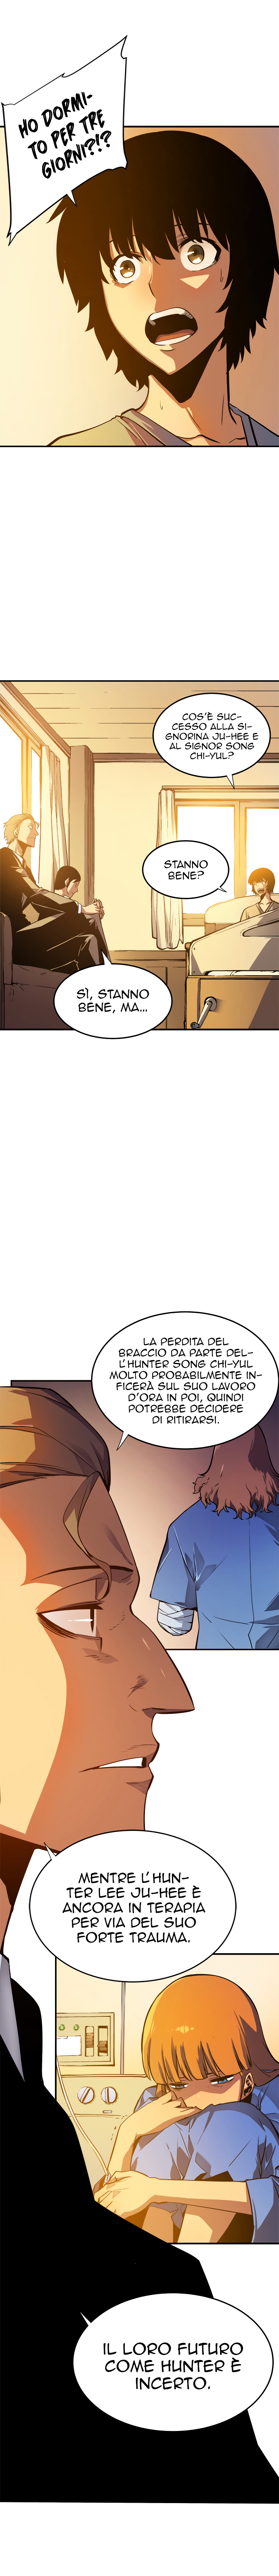 HO DORMI-
TO PER TRE
GIORNI?!?
COS'È SUC-
CESSO ALLA SI-
GNORINA JU-HEE E
AL SIGNOR SONG
CHI-YUL?
STANNO
BENE?
SÌ, STANNO
BENE, MA...
LA PERDITA DEL
BRACCIO DA PARTE DEL-
L'HUNTER SONG CHI-YUL
MOLTO PROBABILMENTE IN-
FICERÀ SUL SUO LAVORO
D'ORA IN POI, QUINDI
POTREBBE DECIDERE
DI RITIRARSI.
MENTRE L'HUN-
TER LEE JU-HEE È
ANCORA IN TERAPIA
PER VIA DEL SUO
FORTE TRAUMA.
IL LORO FUTURO
COME HUNTER È
INCERTO.